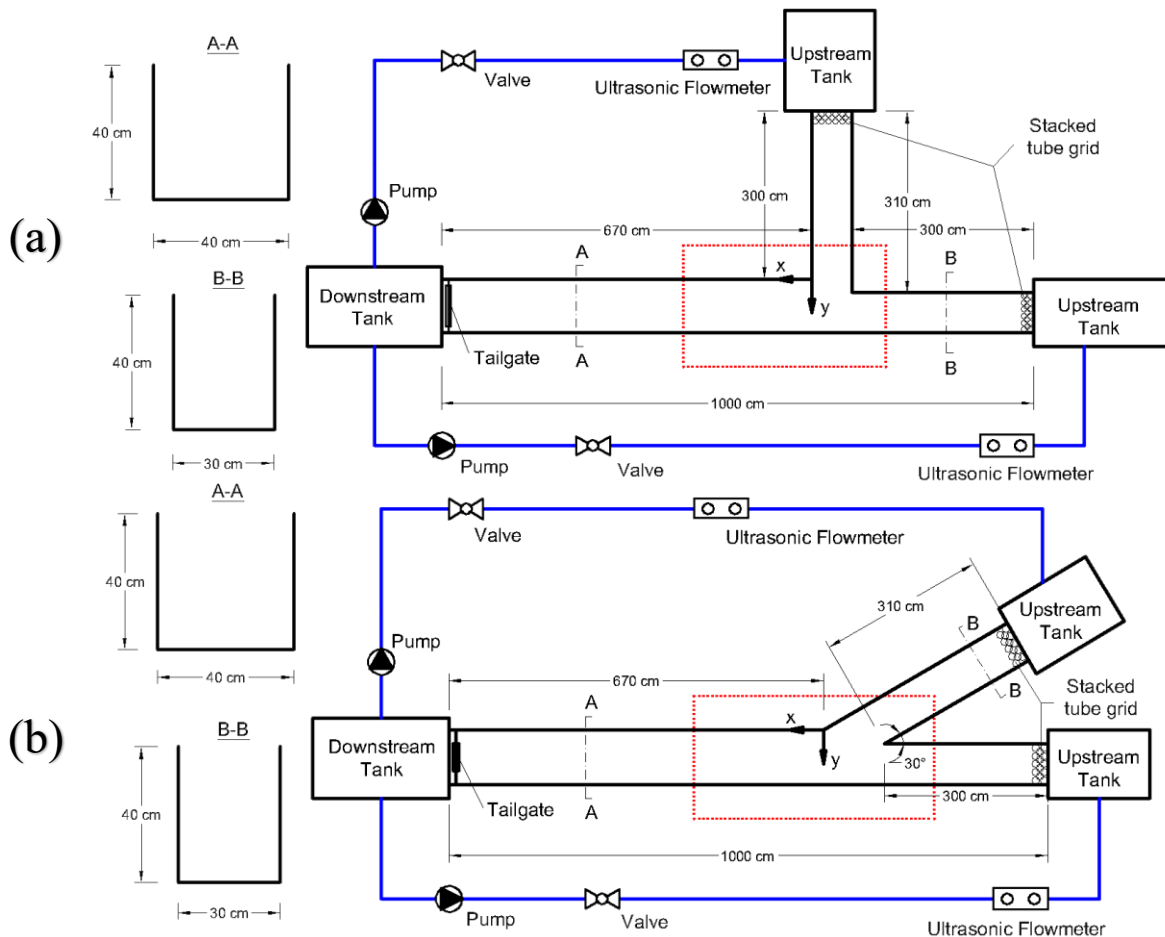 A-A
40 cm
40 cm
B-B
40 cm
30 cm
(a)
Valve
Ultrasonic Flowmeter
Upstream
Tank
Stacked
tube grid
Pump
300 cm
310 cm
670 cm
300 cm
A
B
x
y
Downstream
Tank
Upstream
Tank
Tailgate
A
B
1000 cm
Pump
Valve
Ultrasonic Flowmeter
A-A
40 cm
40 cm
B-B
40 cm
30 cm
(b)
Valve
Ultrasonic Flowmeter
Upstream
Tank
310 cm
B
B
Pump
670 cm
Stacked
tube grid
A
x
y
30°
Downstream
Tank
Upstream
Tank
Tailgate
A
300 cm
1000 cm
Pump
Valve
Ultrasonic Flowmeter